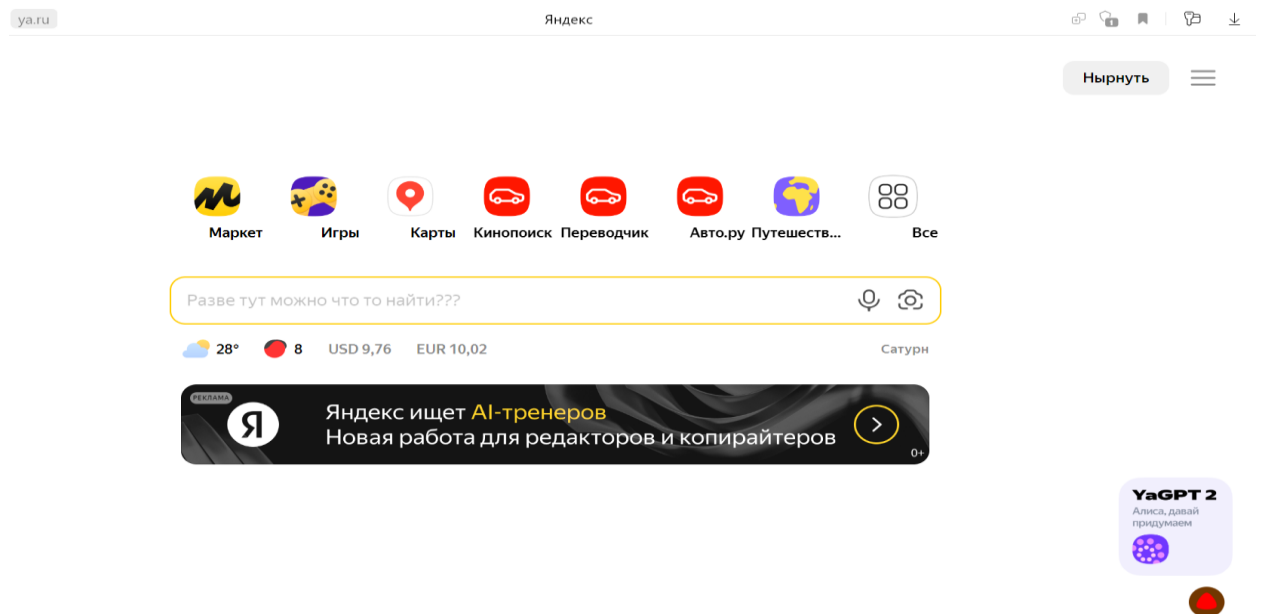 ya.ru
Яндекс
1
Нырнуть
Маркет
Игры
Карты
Кинопоиск
Переводчик
Авто.ру
Путешеств...
Все
Разве тут можно что то найти???
28°
8
USD 9,76
EUR 10,02
Сатурн
РЕКЛАМА
Я
Яндекс ищет AI-тренеров
Новая работа для редакторов и копирайтеров
0+
YaGPT 2
Алиса, давай
придумаем